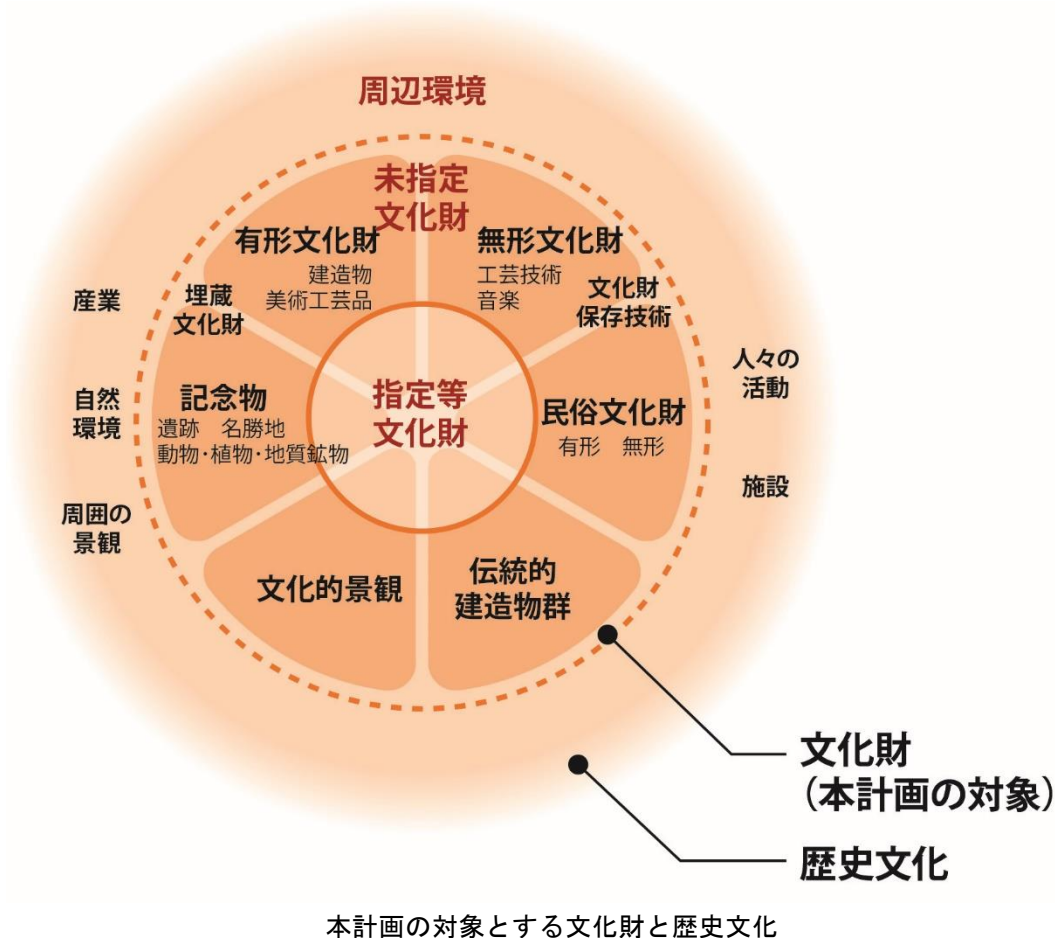 周辺環境
未指定
文化財
有形文化財
建造物
美術工芸品
無形文化財
工芸技術
音楽
埋蔵
文化財
文化財
保存技術
産業
自然
環境
周囲の
景観
記念物
遺跡 名勝地
動物・植物・地質鉱物
指定等
文化財
民俗文化財
有形 無形
人々の
活動
施設
文化的景観
伝統的
建造物群
文化財
（本計画の対象）
歴史文化
本計画の対象とする文化財と歴史文化